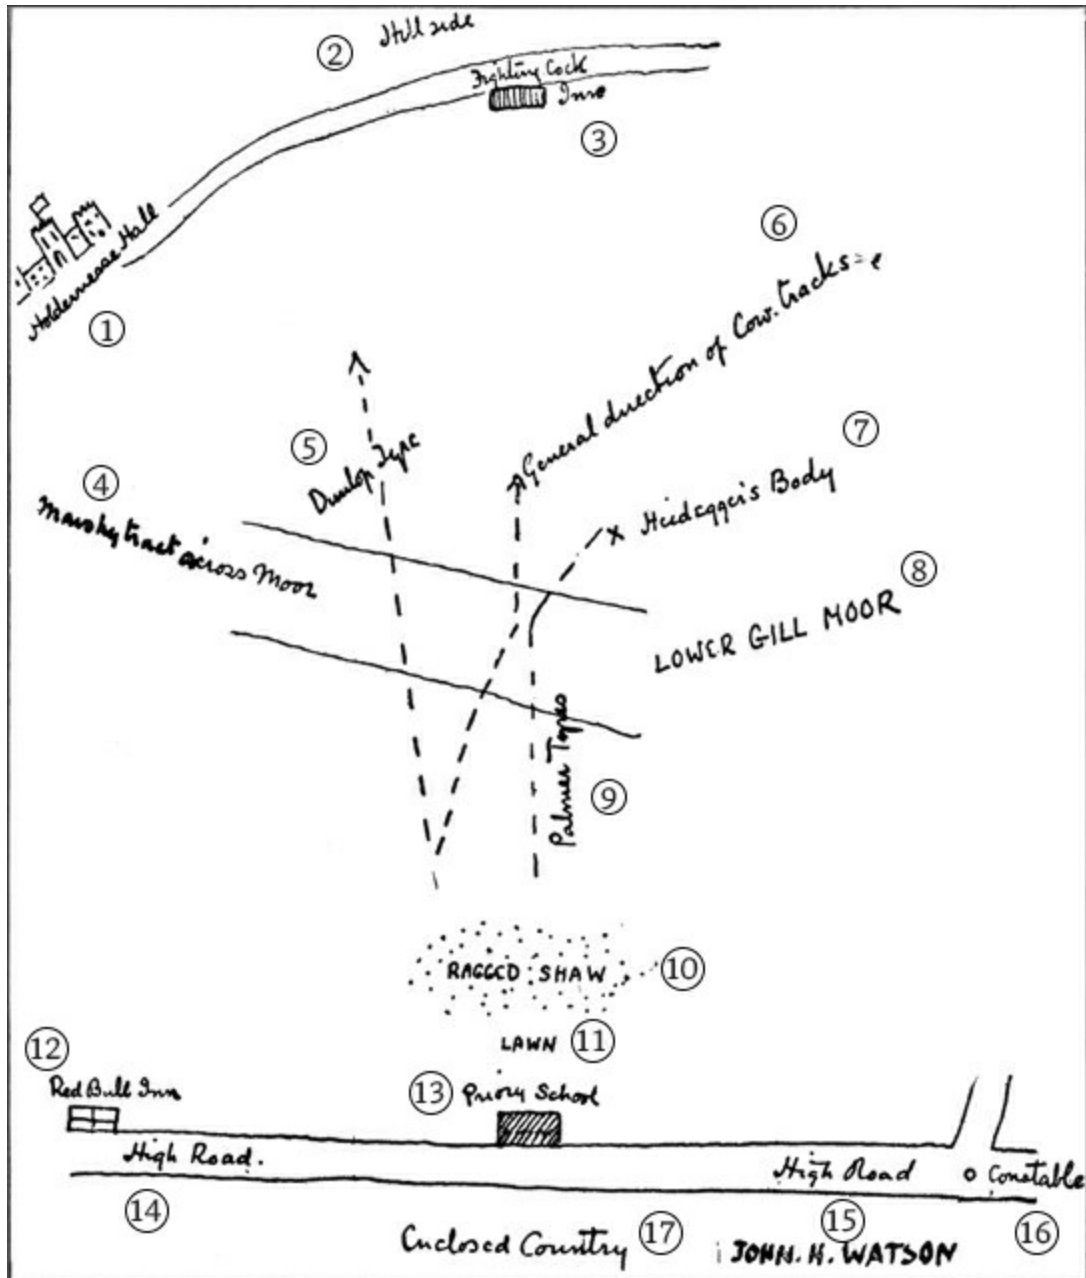 ② Hill side
Fighting Cock
Inn
③
Holdernesse Hall
①
⑥
General direction of Cow. tracks
⑤
Dunlop Tyre
④
Marshy tract across Moor
⑦
x Heidegger's Body
⑧
LOWER GILL MOOR
Palmer Tyres
⑨
RAGGED SHAW ⑩
LAWN ⑪
⑫
Red Bull Inn
⑬ Priory School
High Road.
High Road
Constable
⑭
⑮
⑯
Enclosed Country ⑰
JOHN. H. WATSON